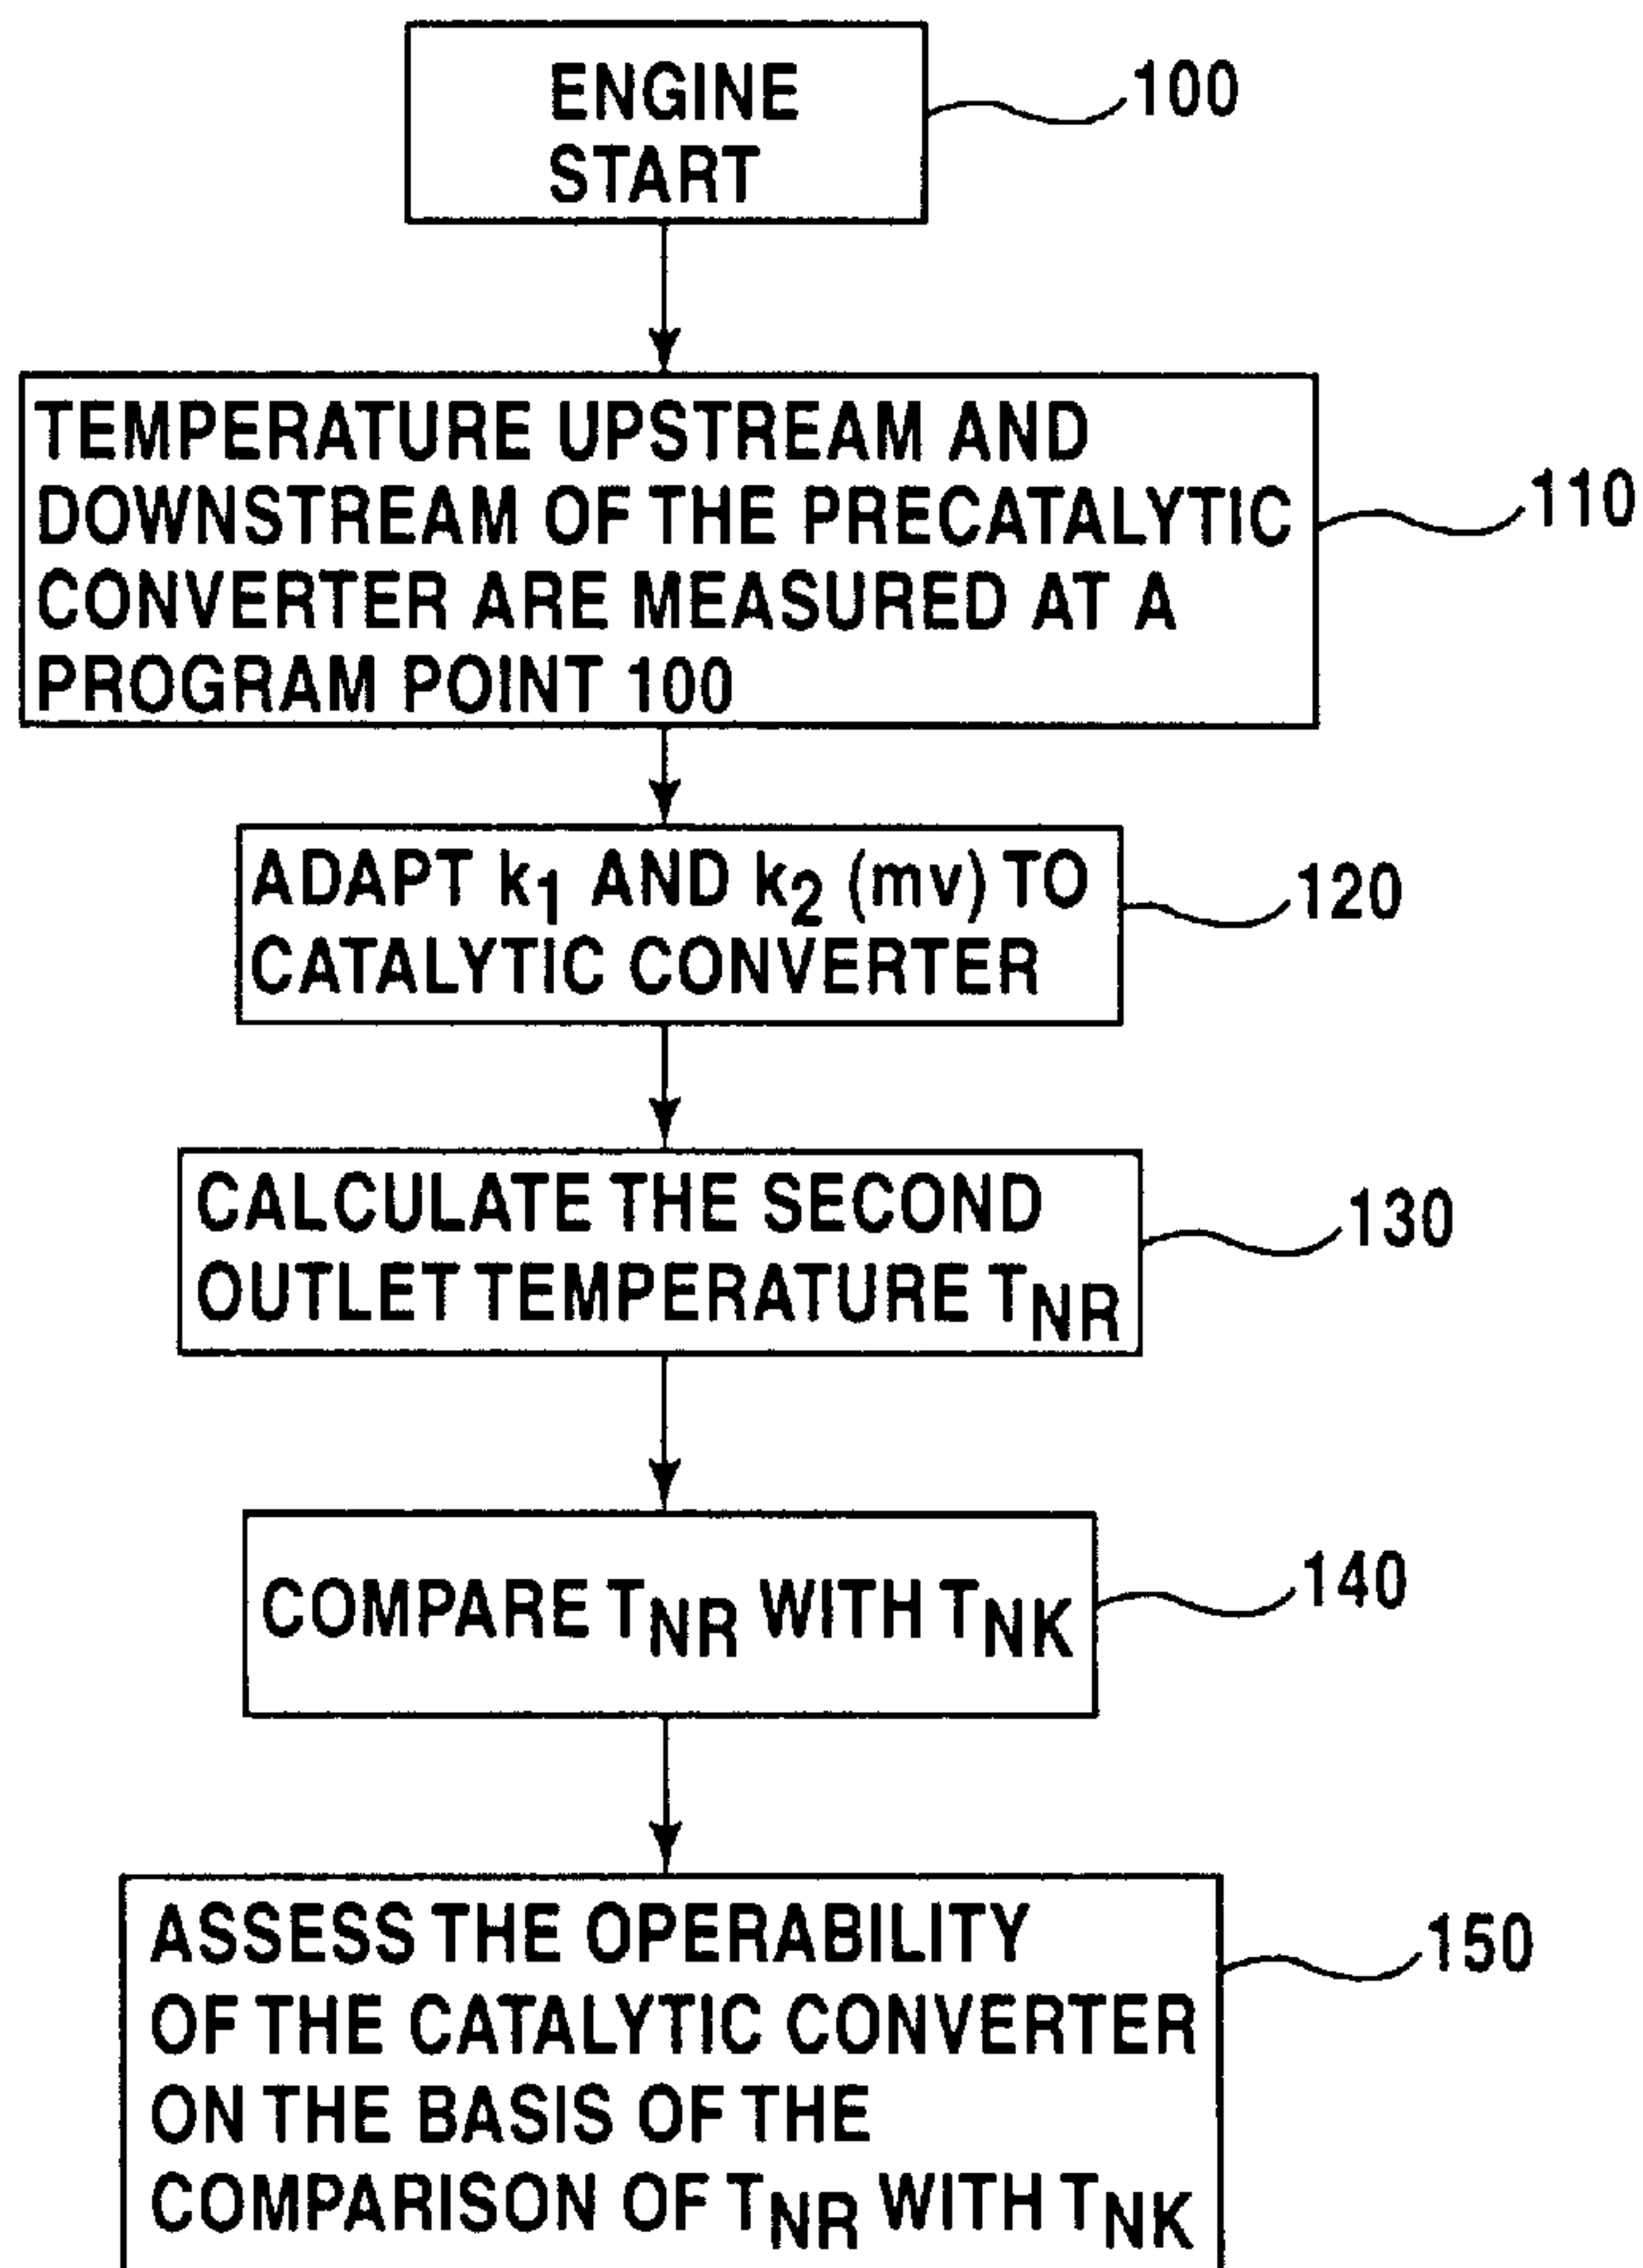 ENGINE
START
100
TEMPERATURE UPSTREAM AND
DOWNSTREAM OF THE PRECATALYTIC
CONVERTER ARE MEASURED AT A
PROGRAM POINT 100
110
ADAPT k1 AND k2 (mv) TO
CATALYTIC CONVERTER
120
CALCULATE THE SECOND
OUTLET TEMPERATURE TNR
130
COMPARE TNR WITH TNK
140
ASSESS THE OPERABILITY
OF THE CATALYTIC CONVERTER
ON THE BASIS OF THE
COMPARISON OF TNR WITH TNK
150